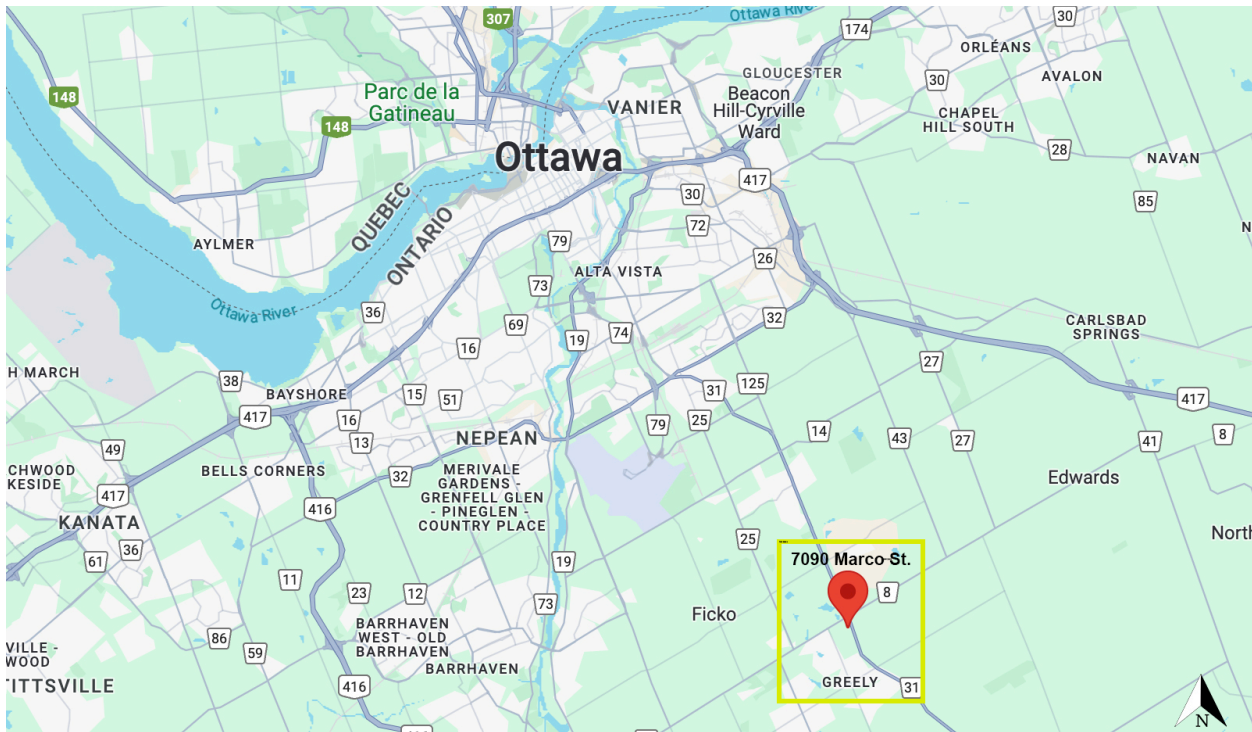 307
Ottawa River
174
30
ORLÉANS
148
Parc de la
Gatineau
148
VANIER
GLOUCESTER
Beacon
Hill-Cyrville
Ward
30
AVALON
CHAPEL
HILL SOUTH
28
NAVAN
Ottawa
417
30
85
QUEBEC
ONTARIO
AYLMER
79
72
N
ALTA VISTA
26
73
Ottawa River
36
69
19
74
32
CARLSBAD
SPRINGS
16
27
H MARCH
38
BAYSHORE
15
51
31
125
417
417
16
79
25
14
43
27
41
8
49
13
NEPEAN
CHWOOD
KESIDE
BELLS CORNERS
32
MERIVALE
GARDENS -
GRENFELL GLEN
- PINEGLEN -
COUNTRY PLACE
Edwards
417
416
KANATA
36
61
25
North
7090 Marco St.
19
11
23
12
73
8
Ficko
86
59
BARRHAVEN
WEST - OLD
BARRHAVEN
BARRHAVEN
VILLE -
WOOD
TITTSVILLE
416
GREELY
31
N